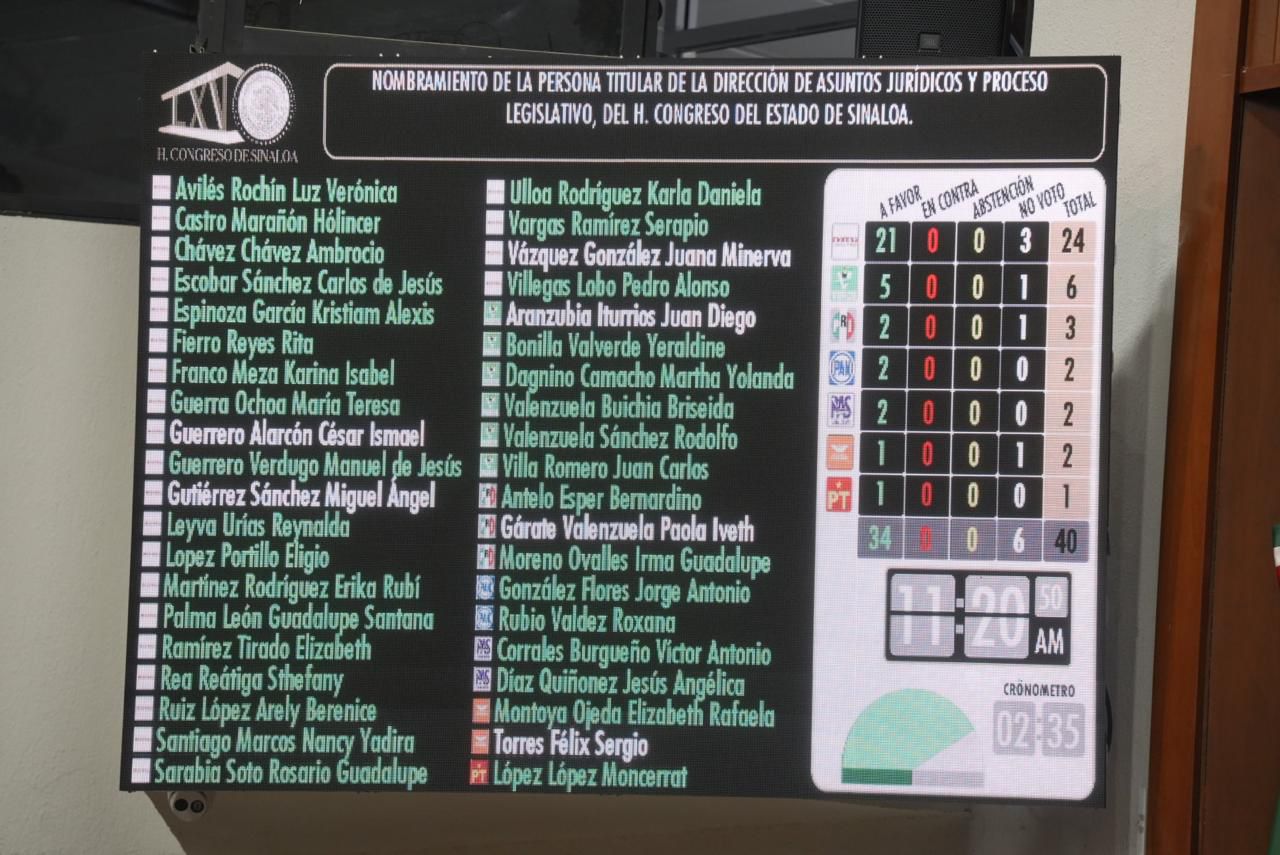 LXV
H. CONGRESO DE SINALOA
NOMBRAMIENTO DE LA PERSONA TITULAR DE LA DIRECCIÓN DE ASUNTOS JURÍDICOS Y PROCESO
LEGISLATIVO, DEL H. CONGRESO DEL ESTADO DE SINALOA.
Avilés Rochín Luz Verónica
Castro Marañón Hólincer
Chávez Chávez Ambrocio
Escobar Sánchez Carlos de Jesús
Espinoza García Kristiam Alexis
Fierro Reyes Rita
Franco Meza Karina Isabel
Guerra Ochoa María Teresa
Guerrero Alarcón César Ismael
Guerrero Verdugo Manuel de Jesús
Gutiérrez Sánchez Miguel Ángel
Leyva Urías Reynalda
Lopez Portillo Eligio
Martínez Rodríguez Erika Rubí
Palma León Guadalupe Santana
Ramírez Tirado Elizabeth
Rea Reátiga Sthefany
Ruiz López Arely Berenice
Santiago Marcos Nancy Yadira
Sarabia Soto Rosario Guadalupe
Ulloa Rodríguez Karla Daniela
Vargas Ramírez Serapio
Vázquez González Juana Minerva
Villegas Lobo Pedro Alonso
Aranzubia Iturrios Juan Diego
Bonilla Valverde Yeraldine
Dagnino Camacho Martha Yolanda
Valenzuela Buichia Briseida
Valenzuela Sánchez Rodolfo
Villa Romero Juan Carlos
PRD Antelo Esper Bernardino
Gárate Valenzuela Paola Iveth
Moreno Ovalles Irma Guadalupe
González Flores Jorge Antonio
Rubio Valdez Roxana
Corrales Burgueño Víctor Antonio
Díaz Quiñonez Jesús Angélica
Montoya Ojeda Elizabeth Rafaela
Torres Félix Sergio
PT López López Moncerrat
A FAVOR EN CONTRA ABSTENCIÓN NO VOTO TOTAL
21 0 0 3 24
5 0 0 1 6
2 0 0 1 3
PAN 2 0 0 0 2
PAS 2 0 0 0 2
1 0 0 1 2
PT 1 0 0 0 1
34 0 0 6 40
11:20 50 AM
CRÓNOMETRO
02:35